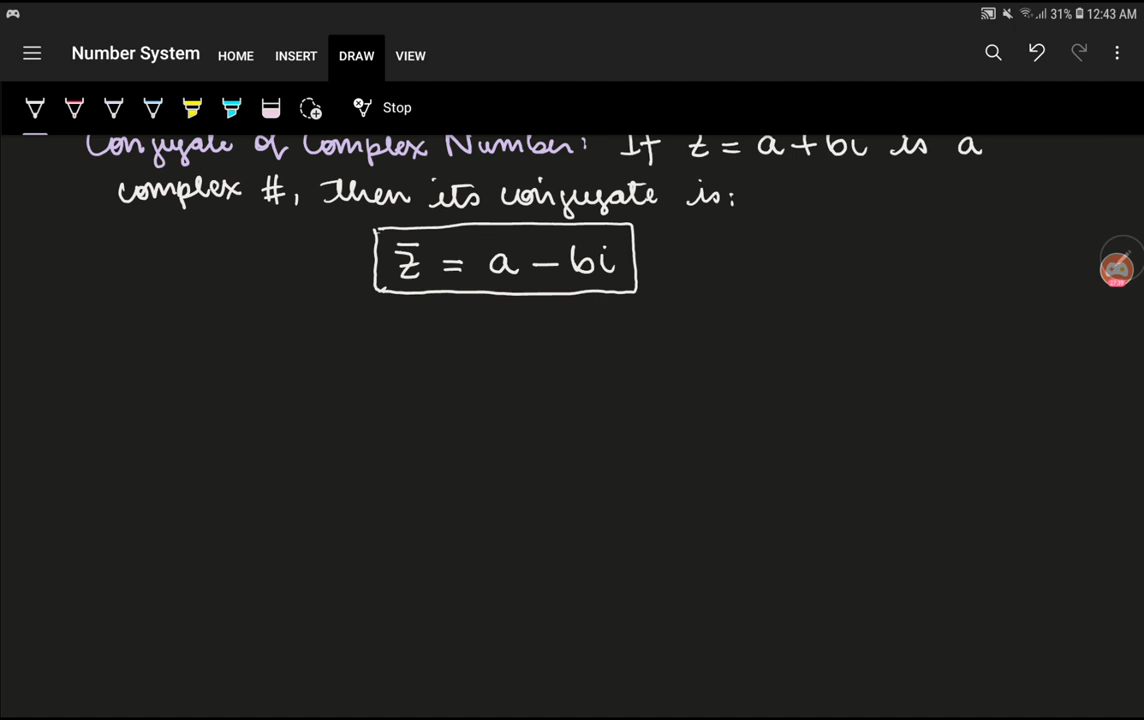 31% 12:43 AM
Number System HOME INSERT DRAW VIEW
Stop
Conjugate of Complex Number: If z = a + bi is a
complex #, then its conjugate is:
z̄ = a − bi